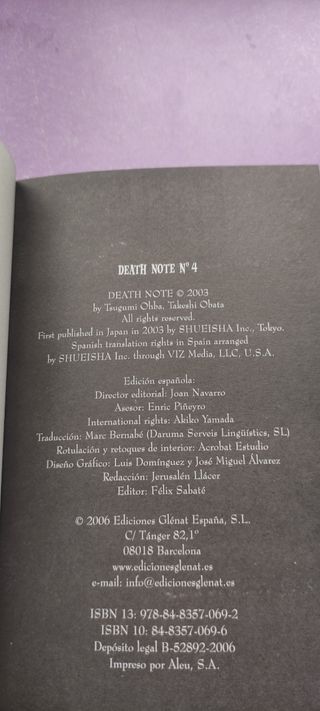 DEATH NOTE Nº 4
DEATH NOTE © 2003
by Tsugumi Ohba, Takeshi Obata
All rights reserved.
First published in Japan in 2003 by SHUEISHA Inc., Tokyo.
Spanish translation rights in Spain arranged
by SHUEISHA Inc. through VIZ Media, LLC, U.S.A.
Edición española:
Director editorial: Joan Navarro
Asesor: Enric Piñeyro
International rights: Akiko Yamada
Traducción: Marc Bernabé (Daruma Serveis Lingüístics, SL)
Rotulación y retoques de interior: Acrobat Estudio
Diseño Gráfico: Luis Domínguez y José Miguel Álvarez
Redacción: Jerusalén Llácer
Editor: Félix Sabaté
© 2006 Ediciones Glénat España, S.L.
C/ Tánger 82,1º
08018 Barcelona
www.edicionesglenat.es
e-mail: info@edicionesglenat.es
ISBN 13: 978-84-8357-069-2
ISBN 10: 84-8357-069-6
Depósito legal B-52892-2006
Impreso por Aleu, S.A.